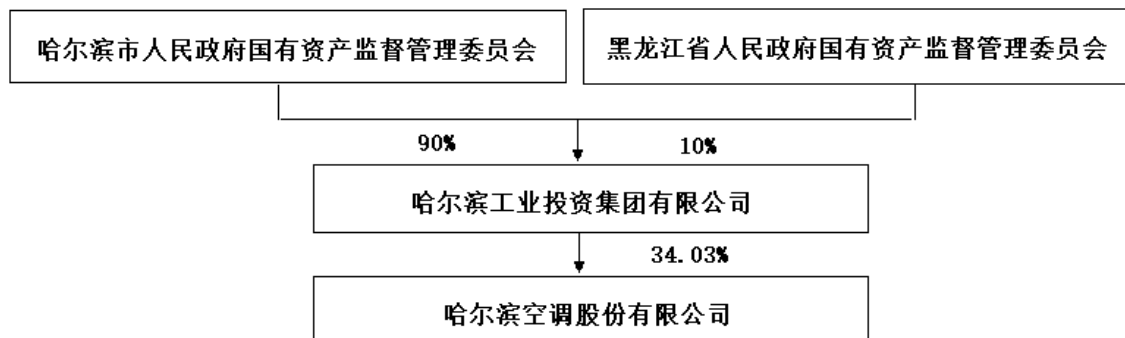 哈尔滨市人民政府国有资产监督管理委员会
黑龙江省人民政府国有资产监督管理委员会
90%
10%
哈尔滨工业投资集团有限公司
34.03%
哈尔滨空调股份有限公司